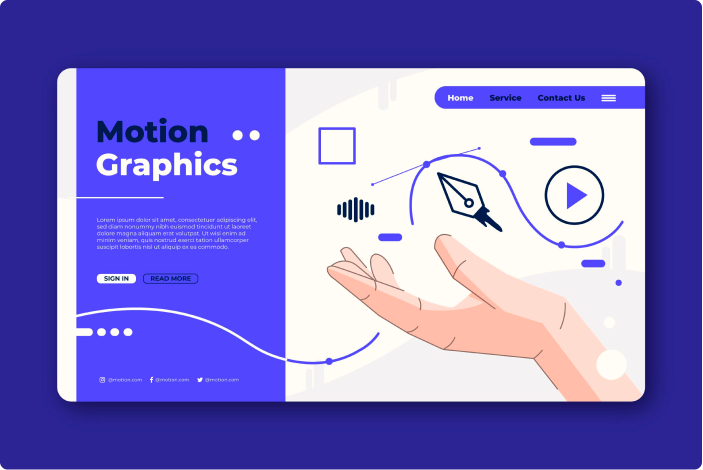 Home Service Contact Us
Motion
Graphics
Lorem ipsum dolor sit amet, consectetuer adipiscing elit,
sed diam nonummy nibh euismod tincidunt ut laoreet
dolore magna aliquam erat volutpat. Ut wisi enim ad
minim veniam, quis nostrud exercitation ullamcorper
suscipit lobortis nisl ut aliquip ex ea commodo.
SIGN IN READ MORE
@motion.com @motion.com @motion.com